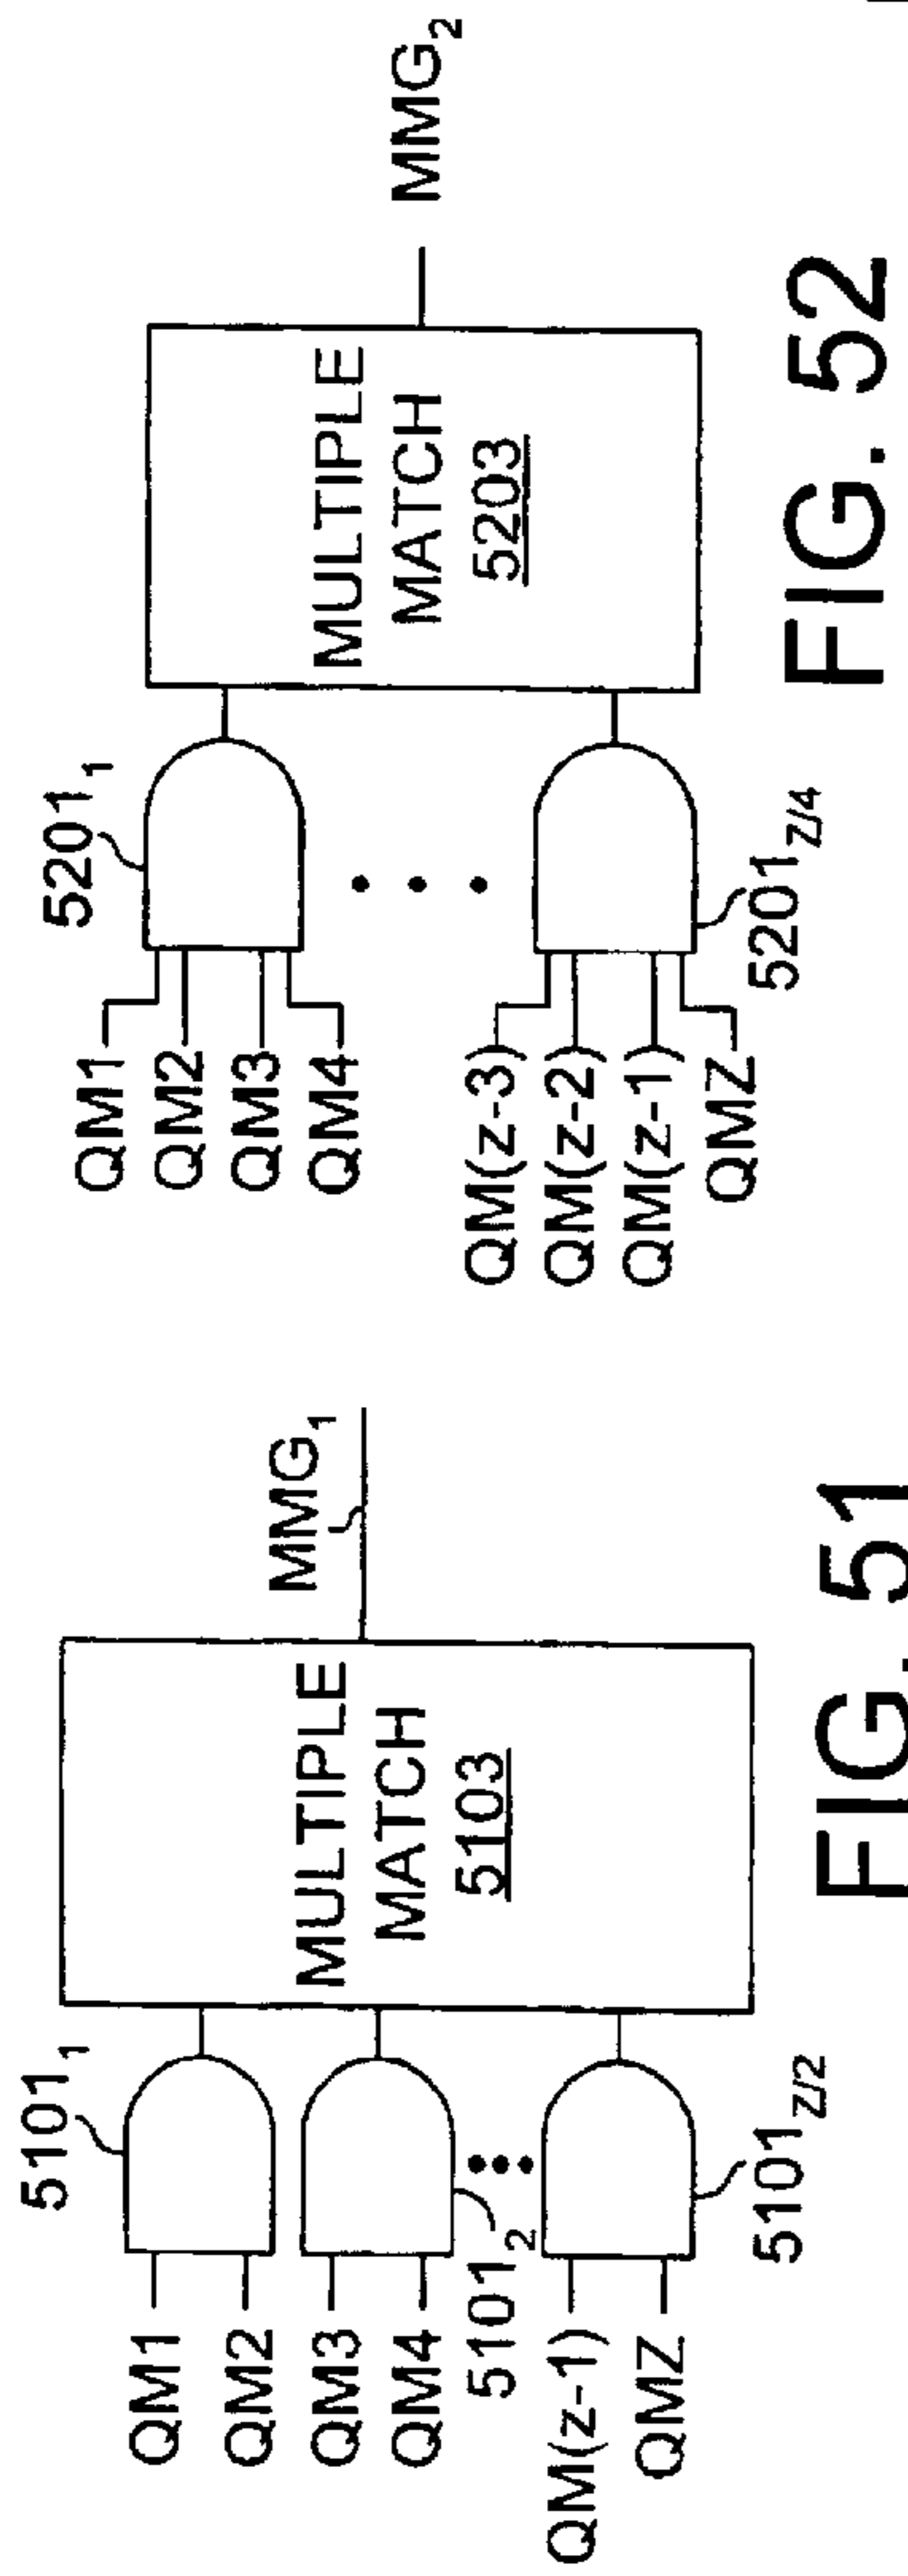 5101₁
QM1
QM2
QM3
QM4
5101₂
QM(z-1)
QMZ
5101Z/2
MULTIPLE
MATCH
5103
MMG₁
FIG. 51
5201₁
QM1
QM2
QM3
QM4
QM(z-3)
QM(z-2)
QM(z-1)
QMZ
5201Z/4
MULTIPLE
MATCH
5203
MMG₂
FIG. 52